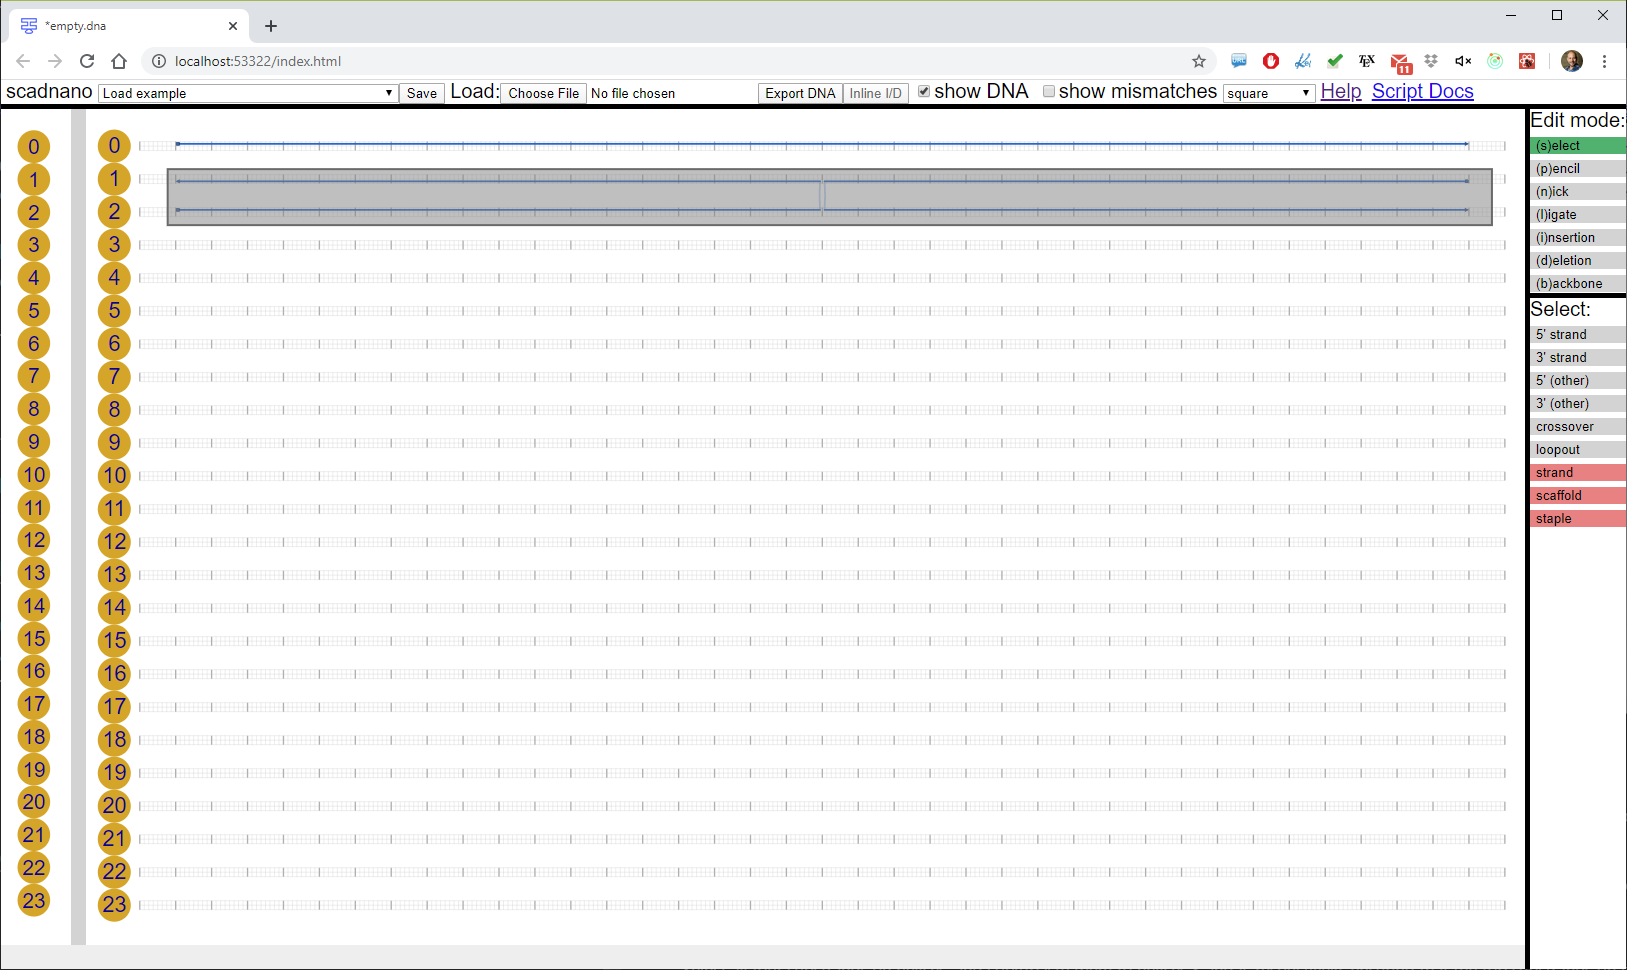 *empty.dna
localhost:53322/index.html
11
scadnano Load example Save Load: Choose File No file chosen Export DNA Inline I/D show DNA show mismatches square Help Script Docs
Edit mode:
(s)elect
(p)encil
(n)ick
(l)igate
(i)nsertion
(d)eletion
(b)ackbone
Select:
5' strand
3' strand
5' (other)
3' (other)
crossover
loopout
strand
scaffold
staple
0 0
1 1
2 2
3 3
4 4
5 5
6 6
7 7
8 8
9 9
10 10
11 11
12 12
13 13
14 14
15 15
16 16
17 17
18 18
19 19
20 20
21 21
22 22
23 23